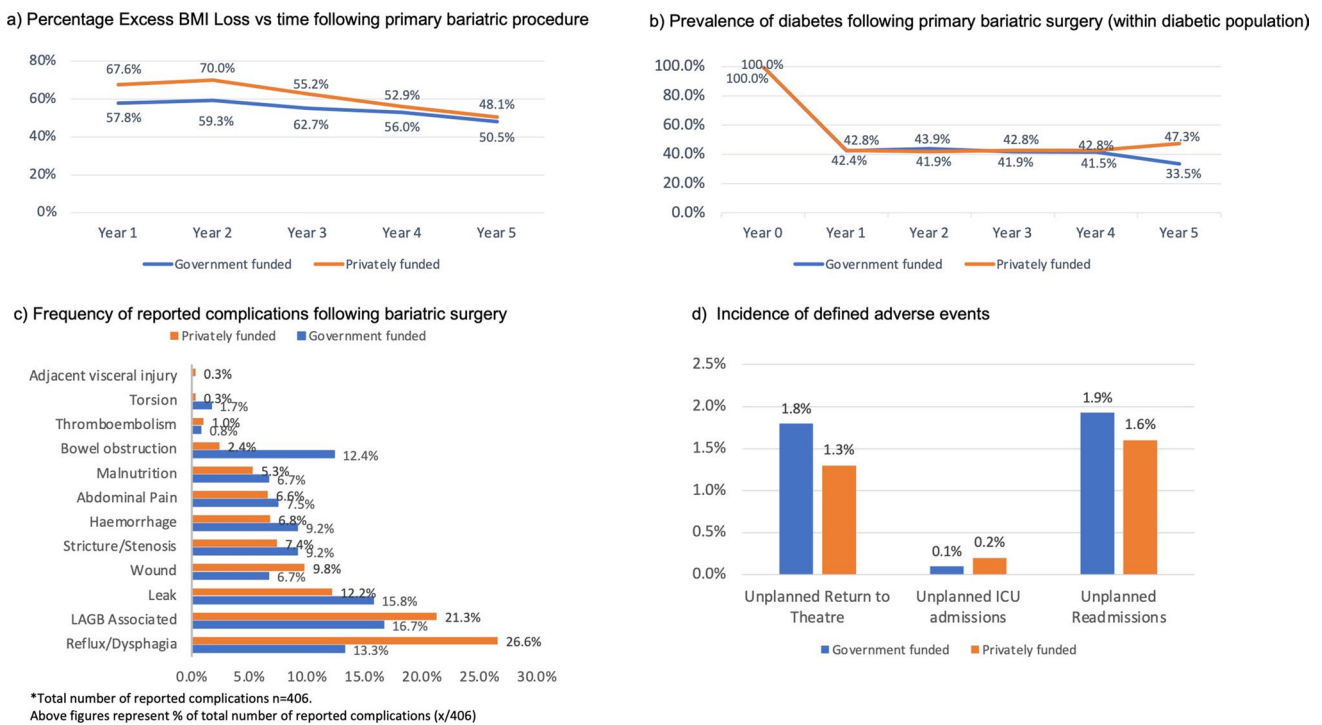 a) Percentage Excess BMI Loss vs time following primary bariatric procedure
80%
60%
40%
20%
0%
67.6%
70.0%
55.2%
52.9%
48.1%
57.8%
59.3%
62.7%
56.0%
50.5%
Year 1
Year 2
Year 3
Year 4
Year 5
Government funded
Privately funded
b) Prevalence of diabetes following primary bariatric surgery (within diabetic population)
100.0%
80.0%
60.0%
40.0%
20.0%
0.0%
100.0%
100.0%
42.8%
43.9%
42.8%
42.8%
47.3%
42.4%
41.9%
41.9%
41.5%
33.5%
Year 0
Year 1
Year 2
Year 3
Year 4
Year 5
Government funded
Privately funded
c) Frequency of reported complications following bariatric surgery
Privately funded
Government funded
Adjacent visceral injury
0.3%
Torsion
0.3%
1.7%
Thromboembolism
1.0%
0.8%
Bowel obstruction
2.4%
12.4%
Malnutrition
5.3%
6.7%
Abdominal Pain
6.6%
7.5%
Haemorrhage
6.8%
9.2%
Stricture/Stenosis
7.4%
9.2%
Wound
9.8%
6.7%
Leak
12.2%
15.8%
LAGB Associated
21.3%
16.7%
Reflux/Dysphagia
26.6%
13.3%
0.0%
5.0%
10.0%
15.0%
20.0%
25.0%
30.0%
*Total number of reported complications n=406.
Above figures represent % of total number of reported complications (x/406)
d) Incidence of defined adverse events
2.5%
2.0%
1.5%
1.0%
0.5%
0.0%
1.8%
1.3%
0.1%
0.2%
1.9%
1.6%
Unplanned Return to
Theatre
Unplanned ICU
admissions
Unplanned
Readmissions
Government funded
Privately funded